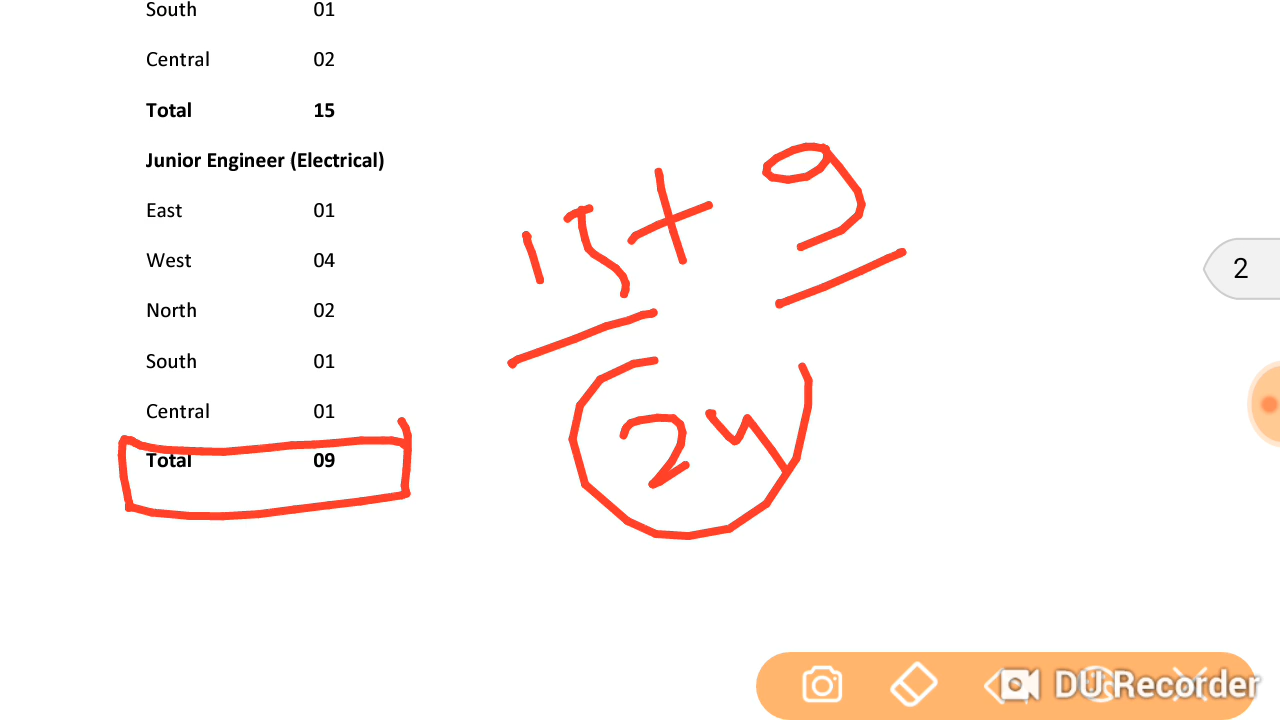 South 01
Central 02
Total 15
Junior Engineer (Electrical)
East 01
West 04
North 02
South 01
Central 01
Total 09
15 + 9
24
2
DU Recorder